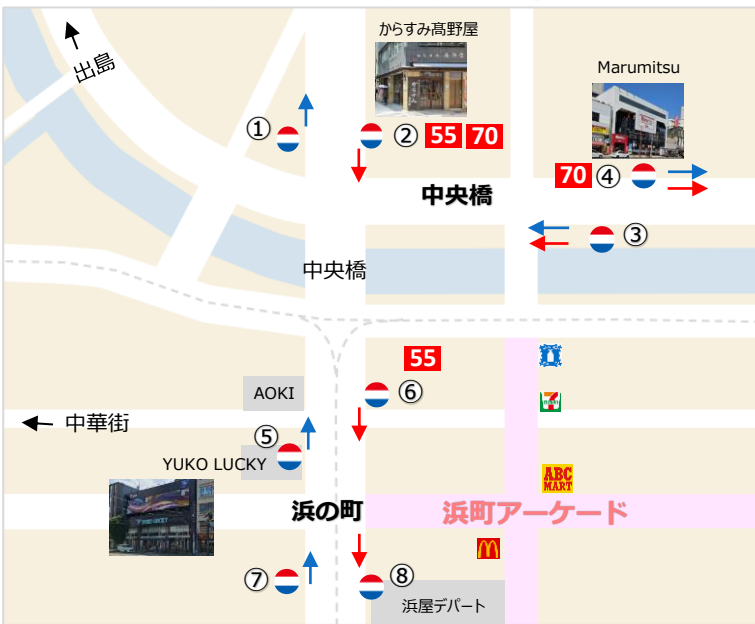 からすみ髙野屋
Marumitsu
出島
①
② 55 70
70 ④
中央橋
③
中央橋
55
AOKI
⑥
中華街
⑤
YUKO LUCKY
ABC
MART
浜の町
浜町アーケード
⑦
⑧
浜屋デパート